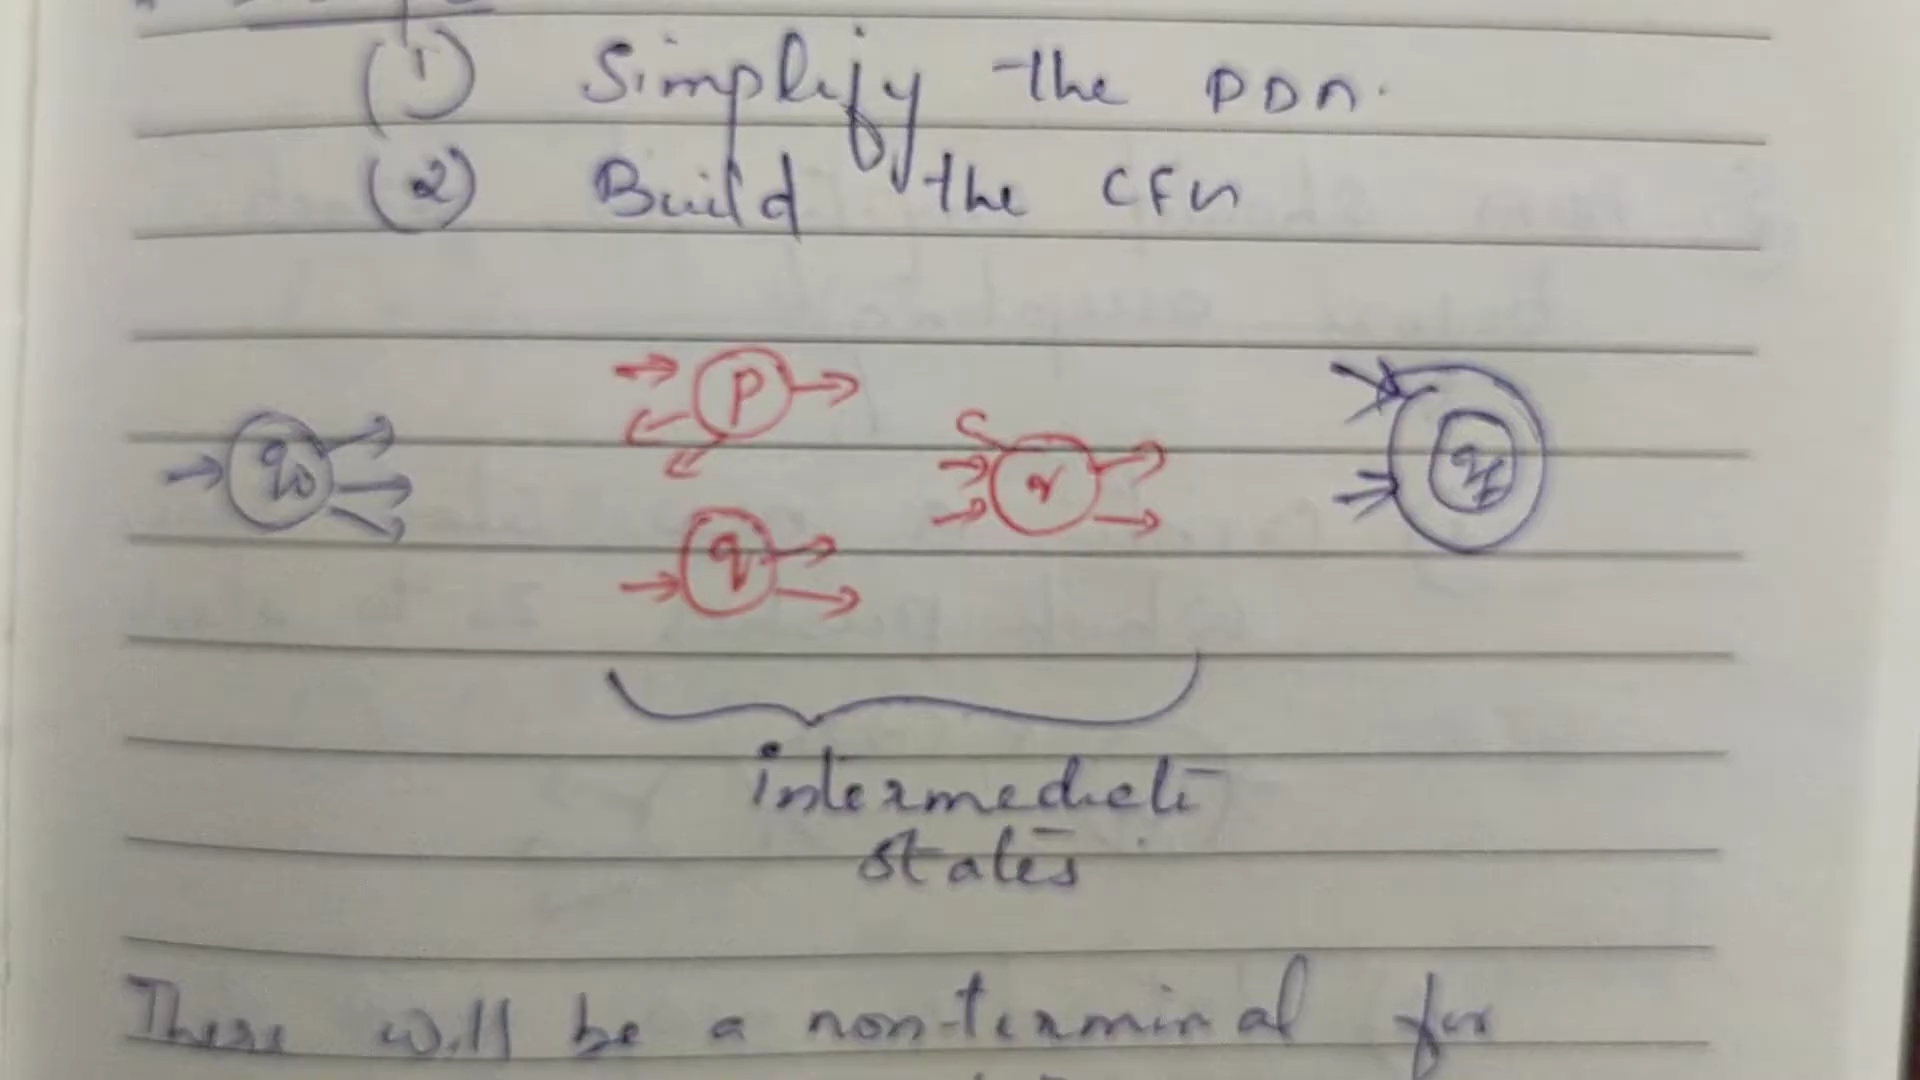 (1) Simplify the PDA.
(2) Build the CFG
q0
p
q
r
qf
intermediate
states
There will be a non-terminal for